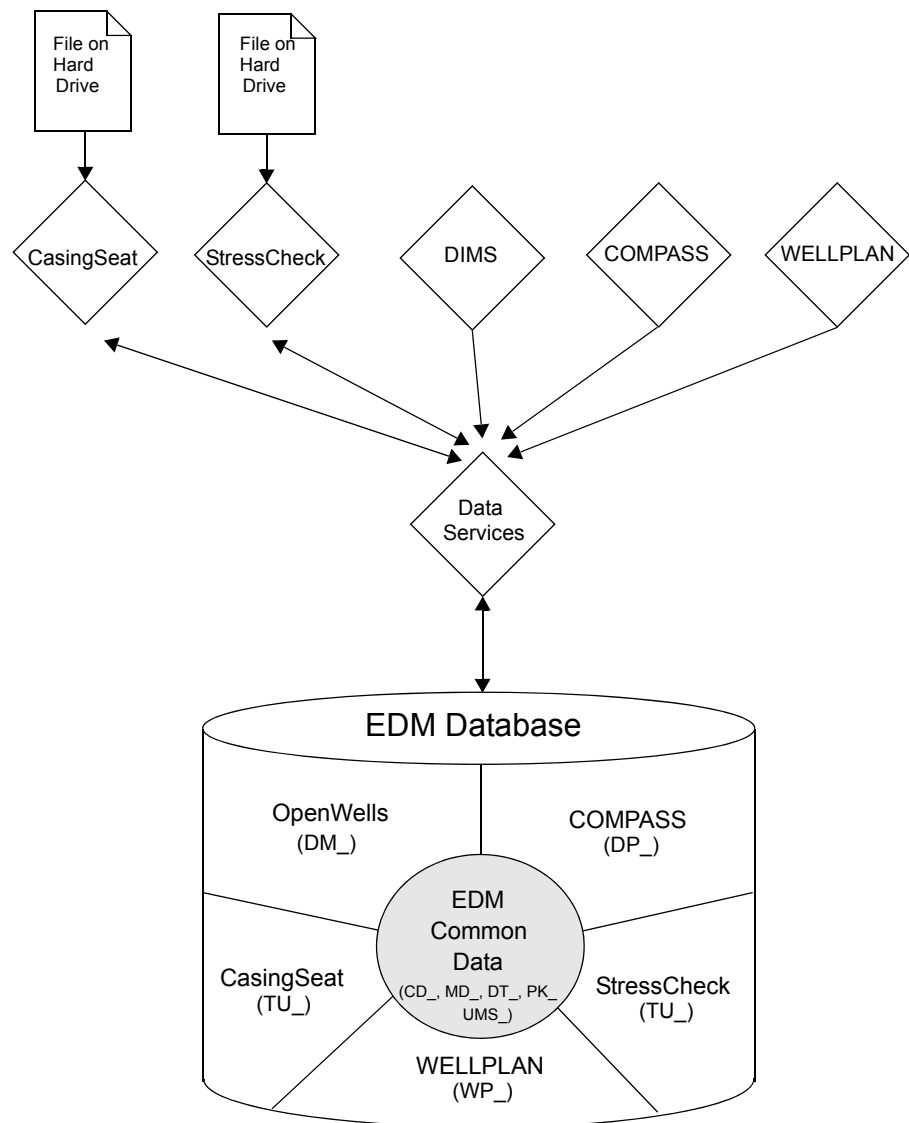 File on
Hard
Drive
File on
Hard
Drive
CasingSeat
StressCheck
DIMS
COMPASS
WELLPLAN
Data
Services
EDM Database
OpenWells
(DM_)
COMPASS
(DP_)
EDM
Common
Data
(CD_, MD_, DT_, PK_
UMS_)
CasingSeat
(TU_)
StressCheck
(TU_)
WELLPLAN
(WP_)